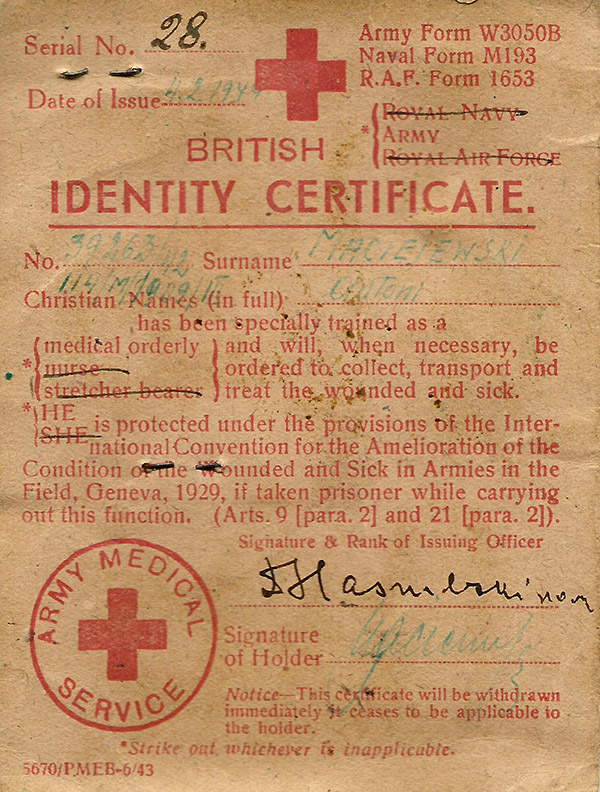 Serial No. 28.
Date of Issue 4.2.1944
Army Form W3050B
Naval Form M193
R.A.F. Form 1653
* ROYAL NAVY
ARMY
ROYAL AIR FORCE
BRITISH
IDENTITY CERTIFICATE.
No. Surname MACIEJEWSKI
Christian Names (in full) Antoni
has been specially trained as a
* medical orderly
nurse
stretcher bearer
and will, when necessary, be
ordered to collect, transport and
treat the wounded and sick.
* HE
SHE
is protected under the provisions of the Inter-
national Convention for the Amelioration of the
Condition of the Wounded and Sick in Armies in the
Field, Geneva, 1929, if taken prisoner while carrying
out this function. (Arts. 9 [para. 2] and 21 [para. 2]).
Signature & Rank of Issuing Officer
ARMY MEDICAL
SERVICE
Signature
of Holder
Notice—This certificate will be withdrawn
immediately it ceases to be applicable to
the holder.
*Strike out whichever is inapplicable.
5670/PMEB-6/43